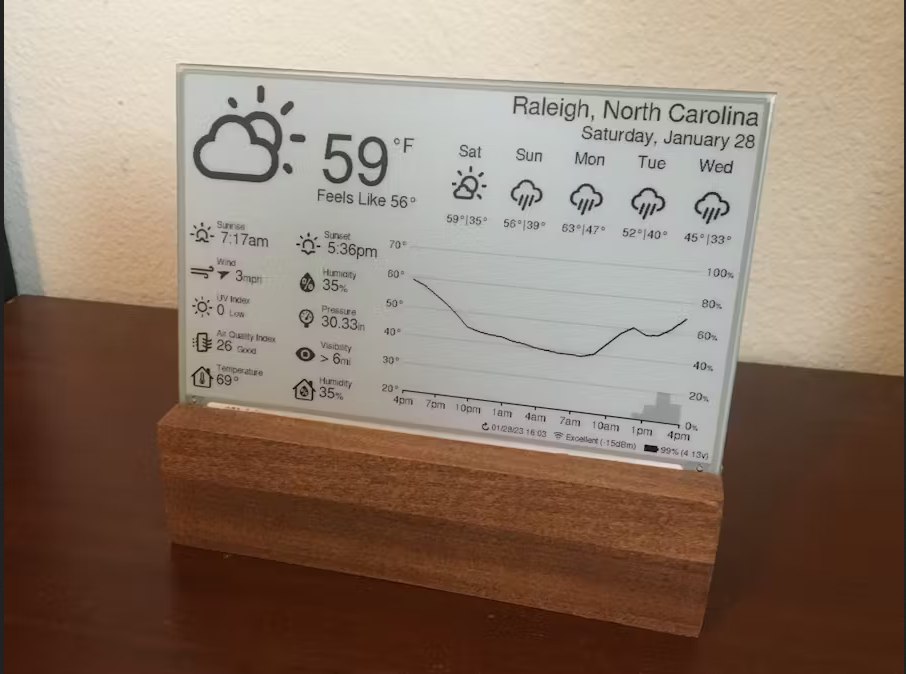 Raleigh, North Carolina
Saturday, January 28
59 °F
Feels Like 56°
Sat Sun Mon Tue Wed
59°|35° 56°|39° 63°|47° 52°|40° 45°|33°
Sunrise
7:17am
Sunset
5:36pm
Wind
3mph
Humidity
35%
UV Index
0 Low
Pressure
30.33in
Air Quality Index
26 Good
Visibility
> 6mi
Temperature
69°
Humidity
35%
70°
60°
50°
40°
30°
20°
100%
80%
60%
40%
20%
0%
4pm 7pm 10pm 1am 4am 7am 10am 1pm 4pm
01/28/23 16:03 Excellent (-15dBm) 99% (4.13v)